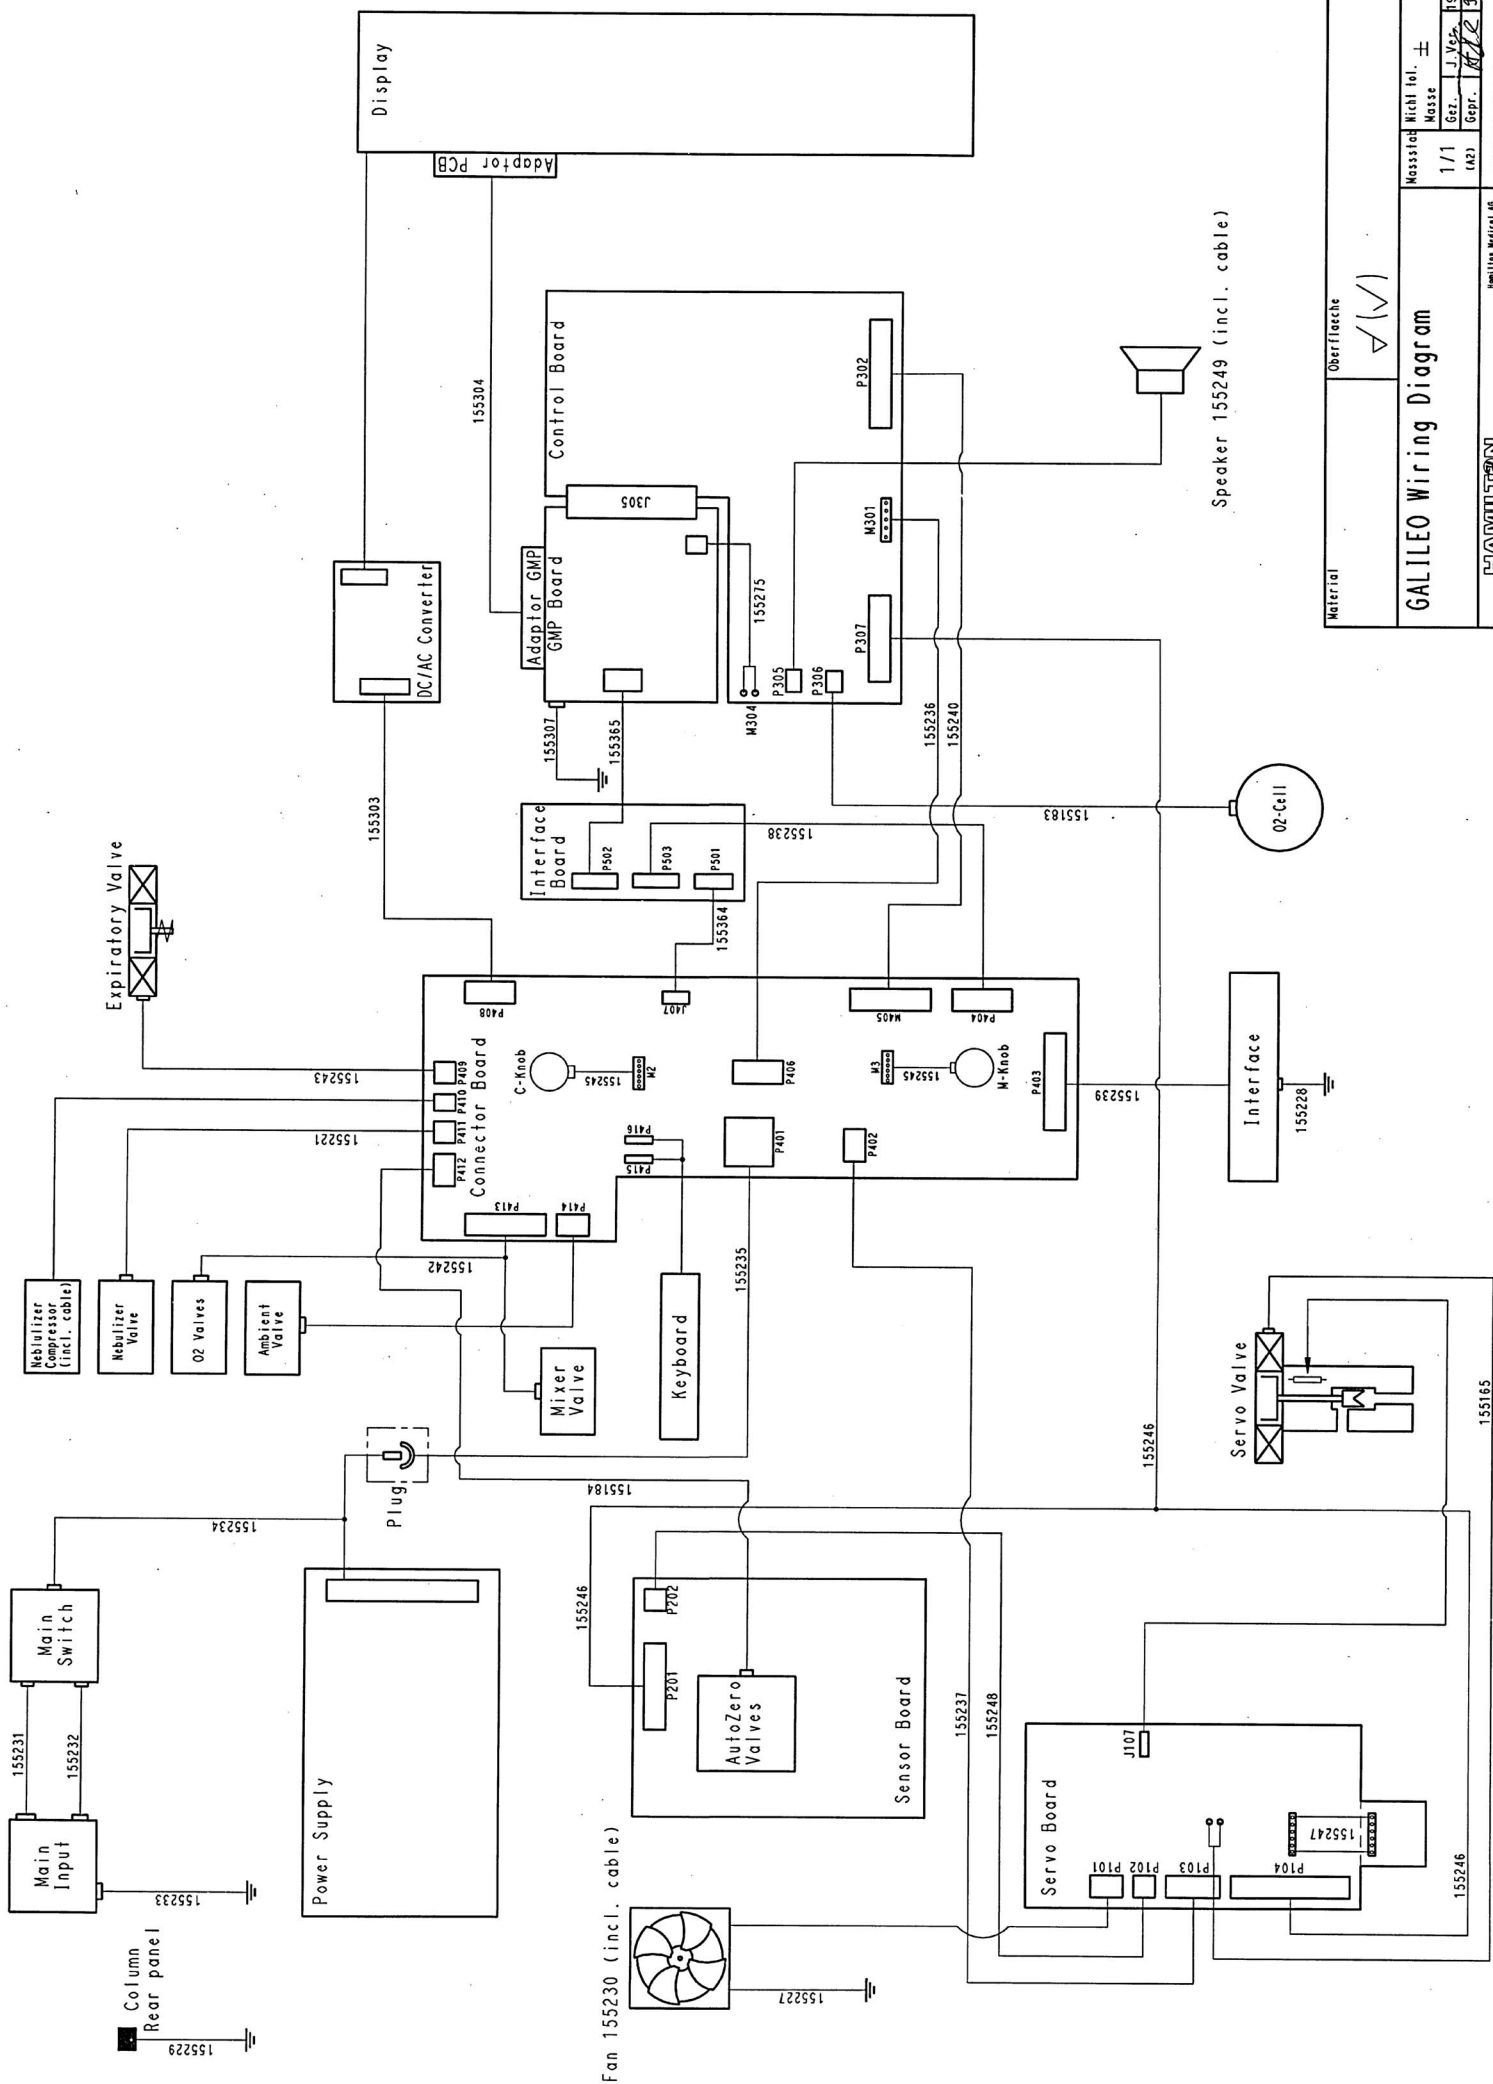 Display
Adaptor PCB
155304
DC/AC Converter
155303
Control Board
J305
P302
Adaptor GMP
GMP Board
155275
M304
M301
P305
P306
P307
155307
155365
155236
155240
155183
O2-Cell
Speaker 155249 (incl. cable)
Interface
Board
P502
P503
P501
155238
155364
Expiratory Valve
155243
155221
P408
J407
M405
P404
P409
P410
P411
P412
Connector Board
C-Knob
155245
M2
P406
M3
155245
M-Knob
P403
P416
P415
P401
P402
P413
P414
155239
Interface
155228
Neblulizer
Compressor
(incl. cable)
Nebulizer
Valve
O2 Valves
Ambient
Valve
155242
Mixer
Valve
Keyboard
155235
Plug
155184
155234
155246
Servo Valve
155165
Main
Switch
155231
155232
Main
Input
155233
Column
Rear panel
155229
Power Supply
155246
P202
P201
AutoZero
Valves
Sensor Board
155237
155248
Fan 155230 (incl. cable)
155227
Servo Board
J107
P101
P102
P103
P104
155247
155246
Material
Oberflaeche
GALILEO Wiring Diagram
Massstab
1/1
(A2)
Nicht tol.
Masse
±
Gez.
J.Ver.
Gepr.
HAMILTON
Hamilton Medical AG